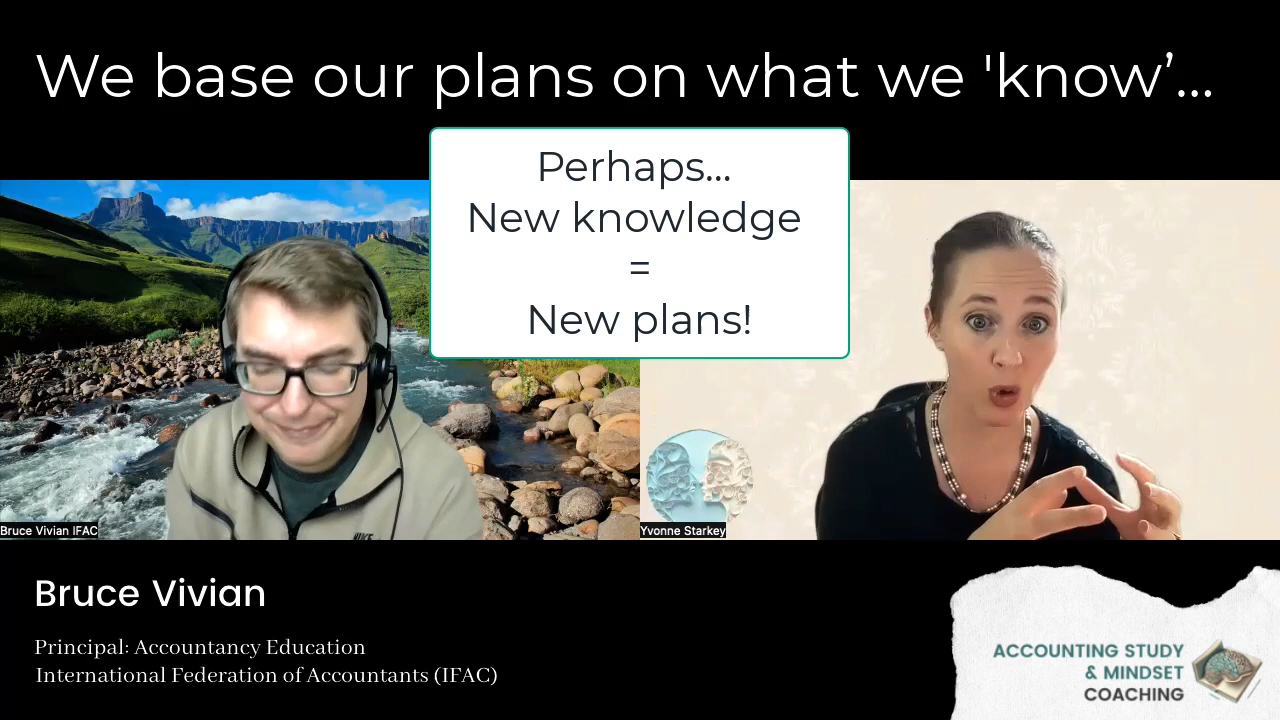 We base our plans on what we 'know’...
Perhaps...
New knowledge
=
New plans!
NIKE
Bruce Vivian IFAC
Yvonne Starkey
Bruce Vivian
Principal: Accountancy Education
International Federation of Accountants (IFAC)
ACCOUNTING STUDY
& MINDSET
COACHING